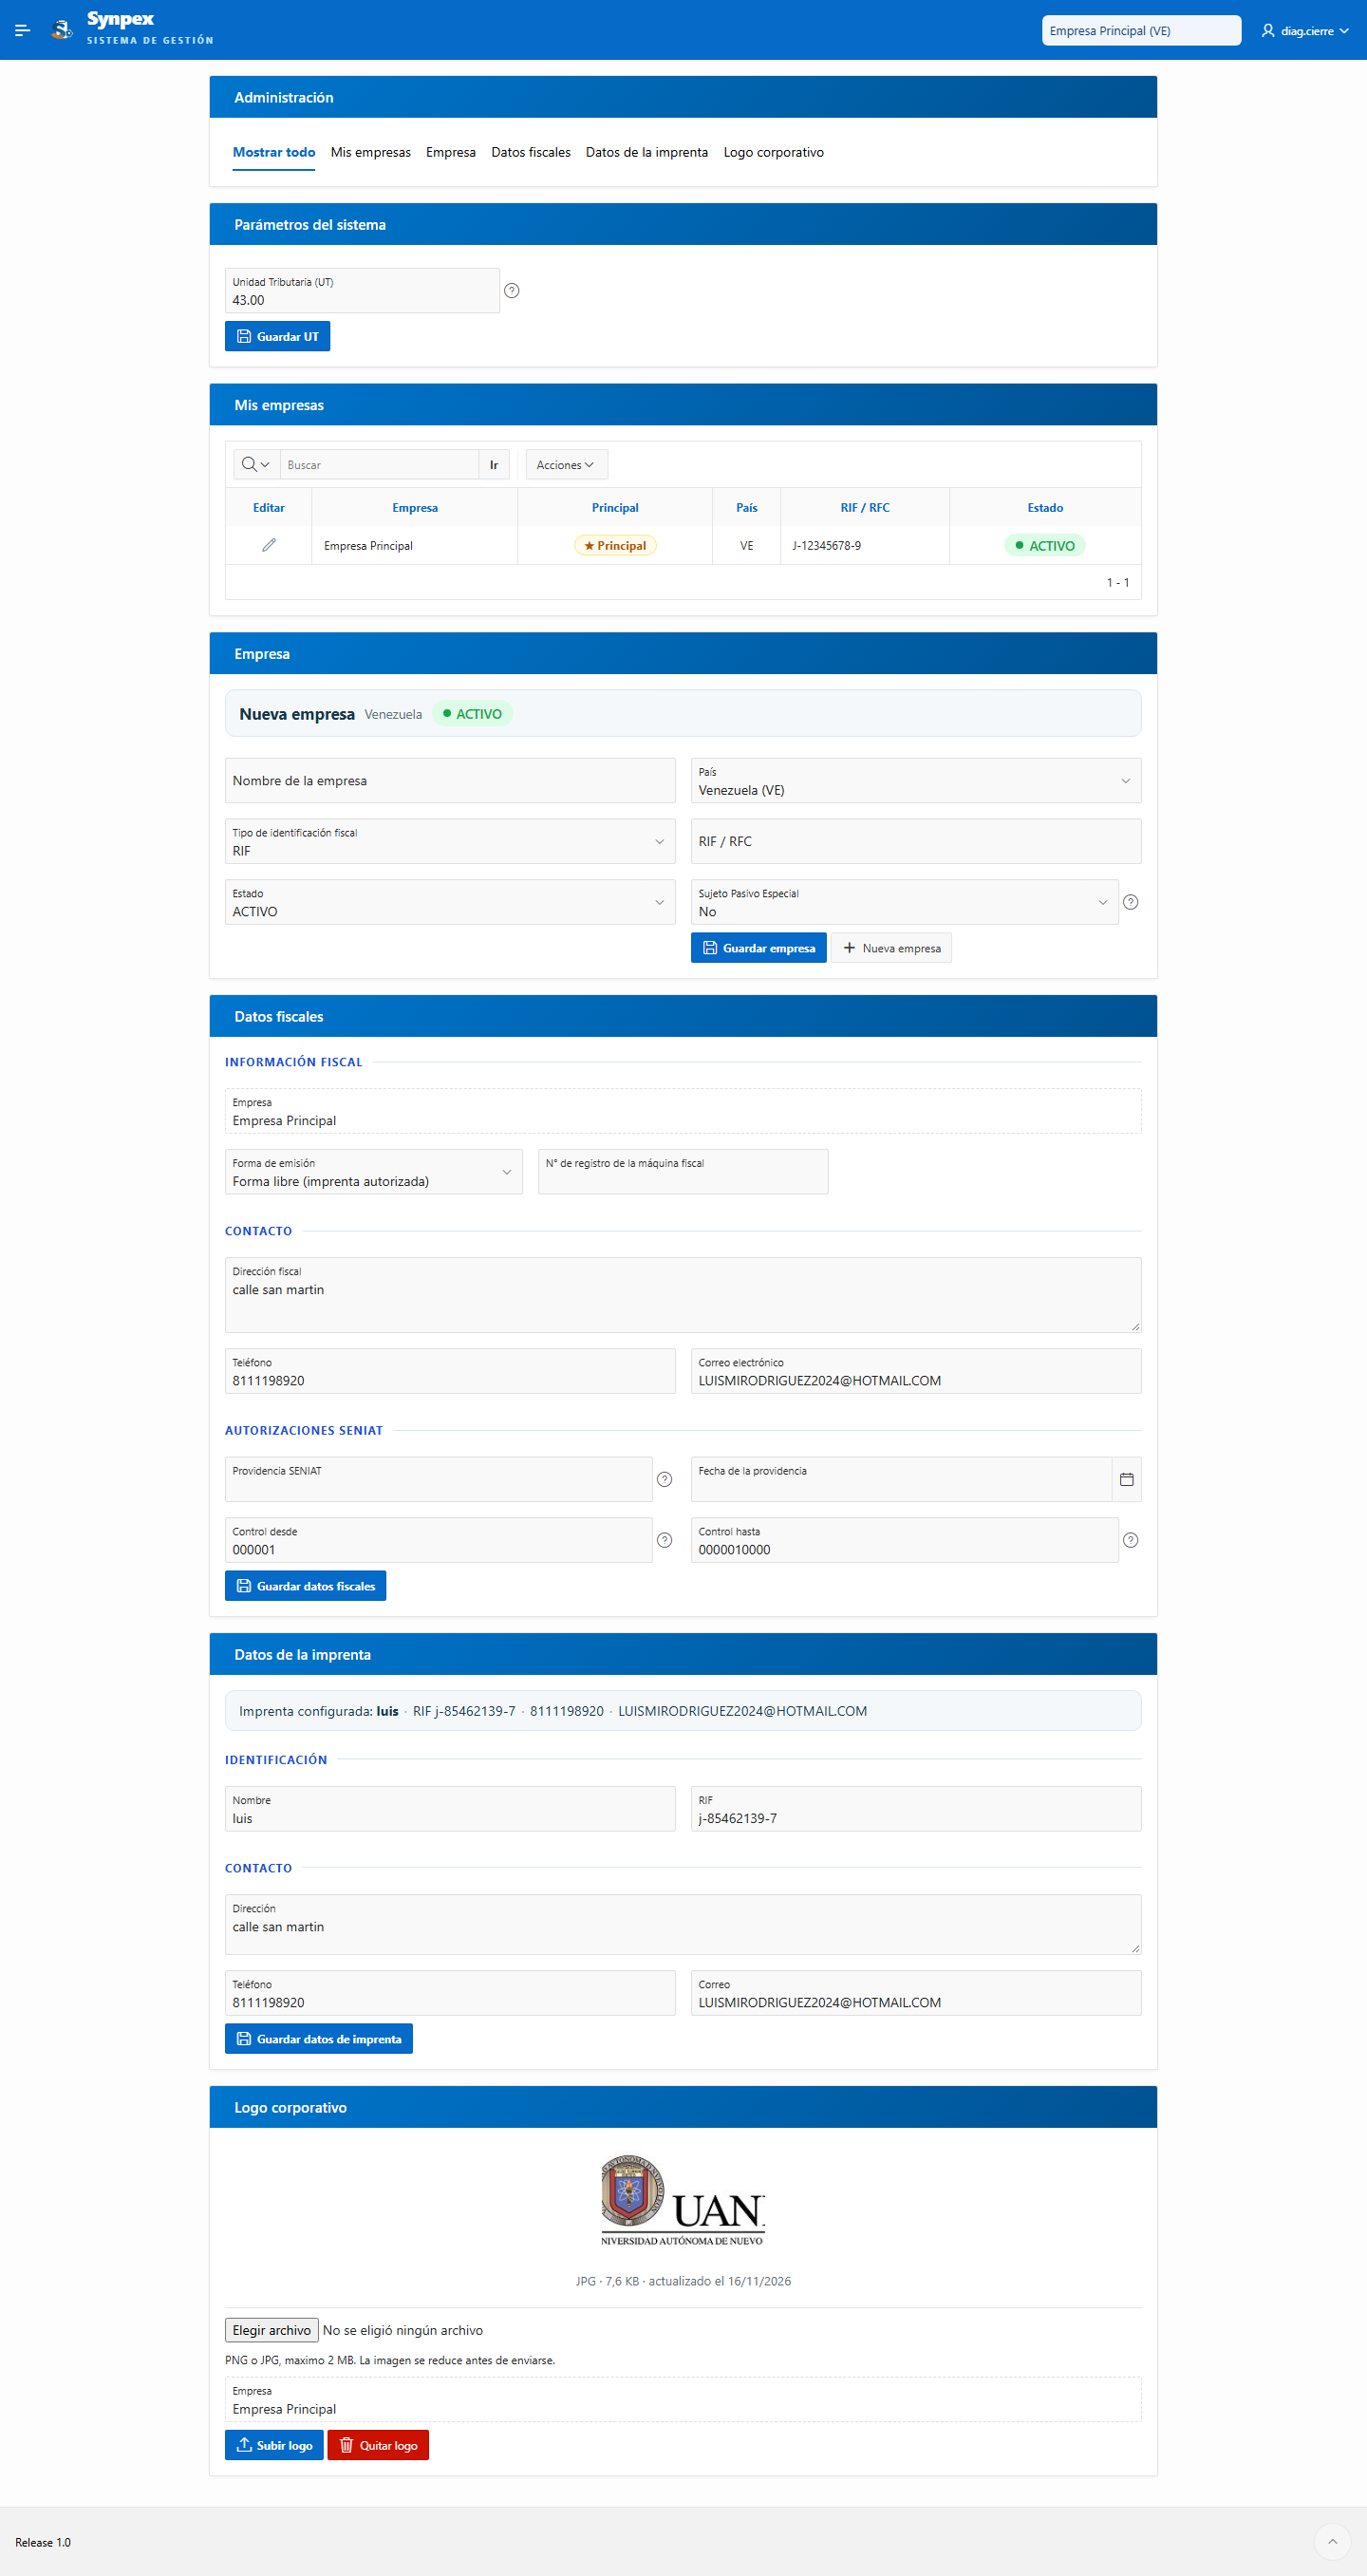 Synpex
SISTEMA DE GESTIÓN
Empresa Principal (VE)
diag.cierre
Administración
Mostrar todo Mis empresas Empresa Datos fiscales Datos de la imprenta Logo corporativo
Parámetros del sistema
Unidad Tributaria (UT)
43.00
Guardar UT
Mis empresas
Buscar Ir Acciones
Editar Empresa Principal País RIF / RFC Estado
Empresa Principal ★ Principal VE J-12345678-9 ACTIVO
1 - 1
Empresa
Nueva empresa Venezuela ACTIVO
Nombre de la empresa
País
Venezuela (VE)
Tipo de identificación fiscal
RIF
RIF / RFC
Estado
ACTIVO
Sujeto Pasivo Especial
No
Guardar empresa Nueva empresa
Datos fiscales
INFORMACIÓN FISCAL
Empresa
Empresa Principal
Forma de emisión
Forma libre (imprenta autorizada)
N° de registro de la máquina fiscal
CONTACTO
Dirección fiscal
calle san martin
Teléfono
8111198920
Correo electrónico
LUISMIRODRIGUEZ2024@HOTMAIL.COM
AUTORIZACIONES SENIAT
Providencia SENIAT
Fecha de la providencia
Control desde
000001
Control hasta
0000010000
Guardar datos fiscales
Datos de la imprenta
Imprenta configurada: luis · RIF j-85462139-7 · 8111198920 · LUISMIRODRIGUEZ2024@HOTMAIL.COM
IDENTIFICACIÓN
Nombre
luis
RIF
j-85462139-7
CONTACTO
Dirección
calle san martin
Teléfono
8111198920
Correo
LUISMIRODRIGUEZ2024@HOTMAIL.COM
Guardar datos de imprenta
Logo corporativo
UAN
NIVERSIDAD AUTÓNOMA DE NUEVO
JPG · 7,6 KB · actualizado el 16/11/2026
Elegir archivo No se eligió ningún archivo
PNG o JPG, maximo 2 MB. La imagen se reduce antes de enviarse.
Empresa
Empresa Principal
Subir logo Quitar logo
Release 1.0